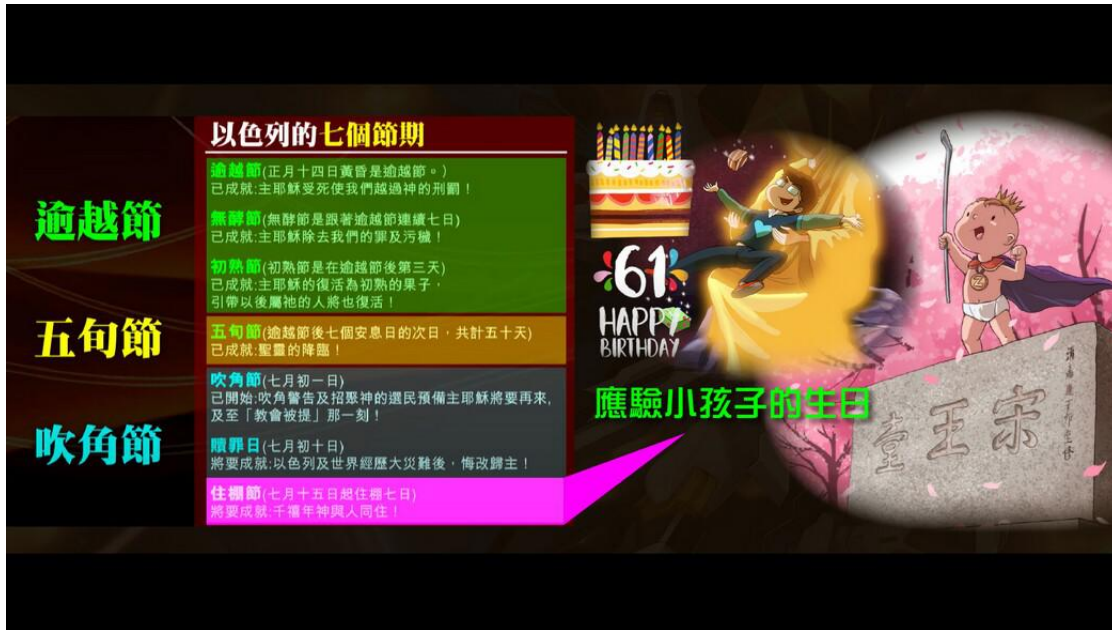 以色列的七個節期
逾越節
五旬節
吹角節
逾越節(正月十四日黃昏是逾越節。)
已成就:主耶穌受死使我們越過神的刑罰!
無酵節(無酵節是跟著逾越節連續七日)
已成就:主耶穌除去我們的罪及污穢!
初熟節(初熟節是在逾越節後第三天)
已成就:主耶穌的復活為初熟的果子,
引帶以後屬祂的人將也復活!
五旬節(逾越節後七個安息日的次日,共計五十天)
已成就:聖靈的降臨!
吹角節(七月初一日)
已開始:吹角警告及招聚神的選民預備主耶穌將要再來,
及至「教會被提」那一刻!
贖罪日(七月初十日)
將要成就:以色列及世界經歷大災難後,悔改歸主!
住棚節(七月十五日起住棚七日)
將要成就:千禧年神與人同住!
61
HAPPY
BIRTHDAY
應驗小孩子的生日
宋王臺